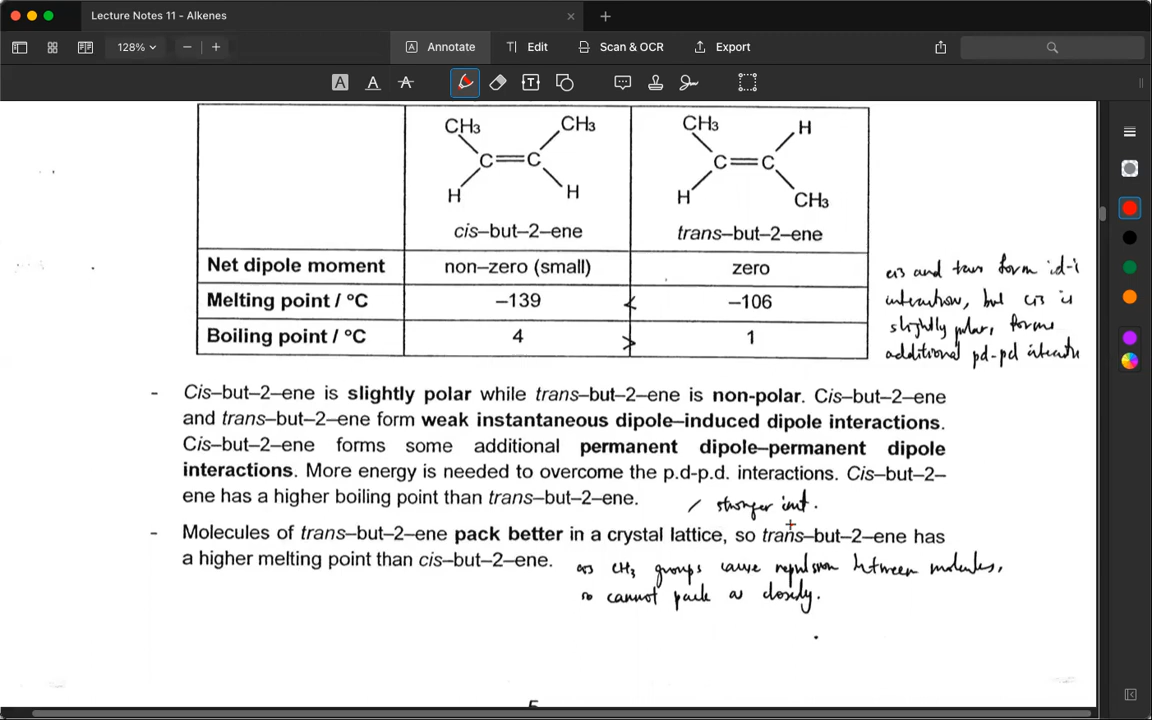 Lecture Notes 11 - Alkenes
128%
Annotate
Edit
Scan & OCR
Export
CH3 CH3
C=C
H H
cis–but–2–ene
CH3 H
C=C
H CH3
trans–but–2–ene
Net dipole moment non–zero (small) zero
Melting point / °C –139 < –106
Boiling point / °C 4 > 1
cis and trans form id-i
interaction, but cis is
slightly polar, forms
additional pd-pd
- Cis–but–2–ene is slightly polar while trans–but–2–ene is non-polar. Cis–but–2–ene
and trans–but–2–ene form weak instantaneous dipole–induced dipole interactions.
Cis–but–2–ene forms some additional permanent dipole–permanent dipole
interactions. More energy is needed to overcome the p.d-p.d. interactions. Cis–but–2–
ene has a higher boiling point than trans–but–2–ene.
/ stronger int.
- Molecules of trans–but–2–ene pack better in a crystal lattice, so trans–but–2–ene has
a higher melting point than cis–but–2–ene.
as CH3 groups cause repulsion between molecules,
so cannot pack as closely.
5